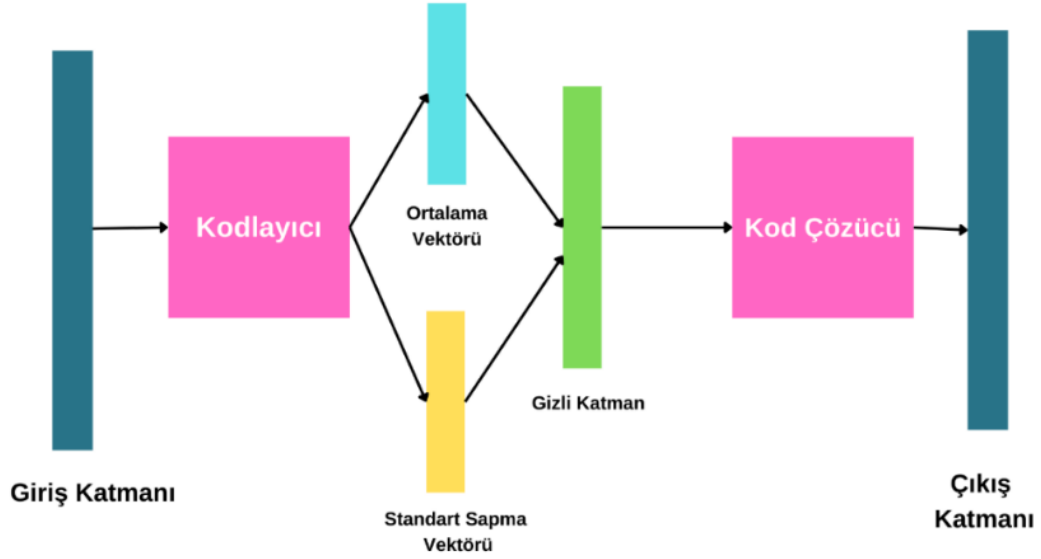 Kodlayıcı
Ortalama
Vektörü
Kod Çözücü
Gizli Katman
Giriş Katmanı
Standart Sapma
Vektörü
Çıkış
Katmanı